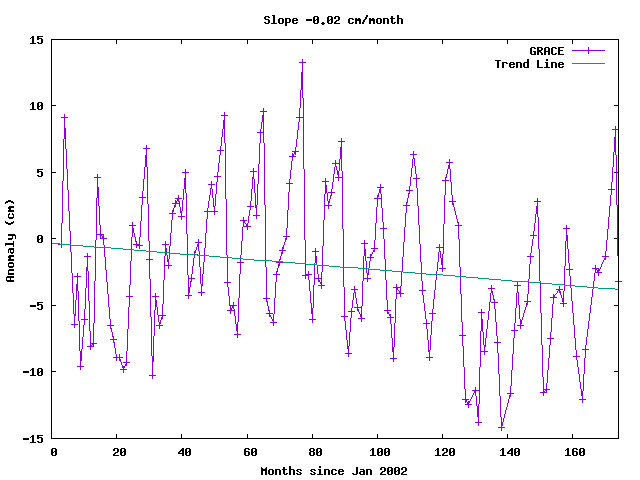 Slope -0.02 cm/month
GRACE
Trend Line
15
10
5
0
-5
-10
-15
Anomaly (cm)
0 20 40 60 80 100 120 140 160
Months since Jan 2002